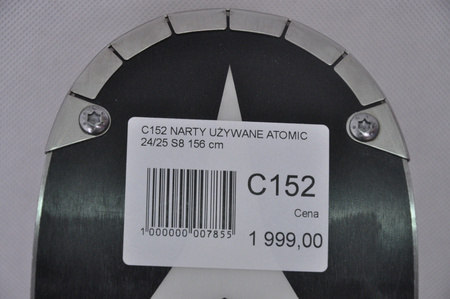 C152 NARTY UŻYWANE ATOMIC
24/25 S8 156 cm
C152
Cena
1 999,00
1 000000 007855